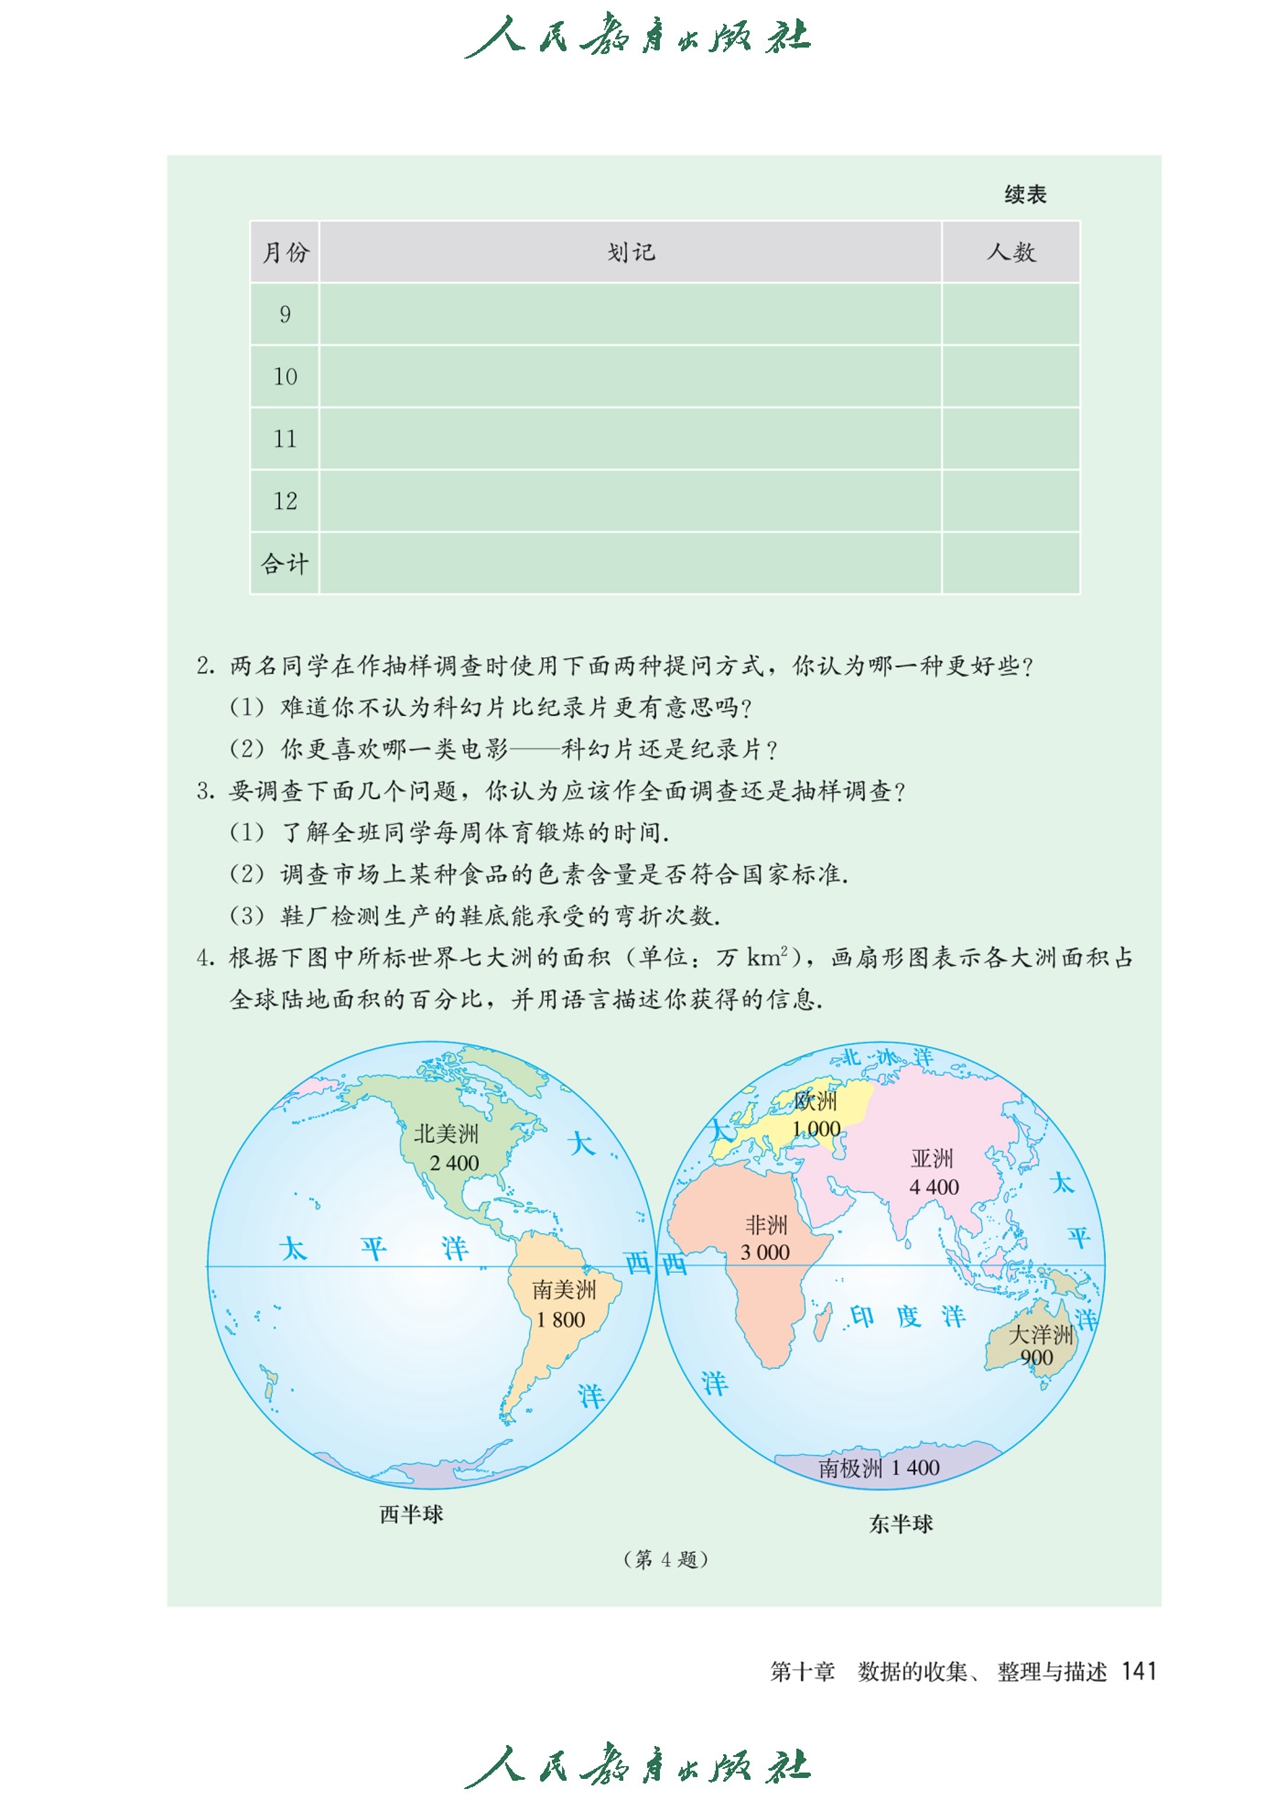 人民教育出版社
续表
月份 划记 人数
9
10
11
12
合计
2. 两名同学在作抽样调查时使用下面两种提问方式，你认为哪一种更好些？
（1）难道你不认为科幻片比纪录片更有意思吗？
（2）你更喜欢哪一类电影——科幻片还是纪录片？
3. 要调查下面几个问题，你认为应该作全面调查还是抽样调查？
（1）了解全班同学每周体育锻炼的时间.
（2）调查市场上某种食品的色素含量是否符合国家标准.
（3）鞋厂检测生产的鞋底能承受的弯折次数.
4. 根据下图中所标世界七大洲的面积（单位：万 km²），画扇形图表示各大洲面积占
全球陆地面积的百分比，并用语言描述你获得的信息.
北美洲
2 400
大
太 平 洋
西
南美洲
1 800
洋
西半球
北冰洋
欧洲
1 000
大
亚洲
4 400
太
非洲
3 000
平
西
印度洋
大洋洲
900
洋
洋
南极洲 1 400
东半球
（第 4 题）
第十章 数据的收集、整理与描述 141
人民教育出版社